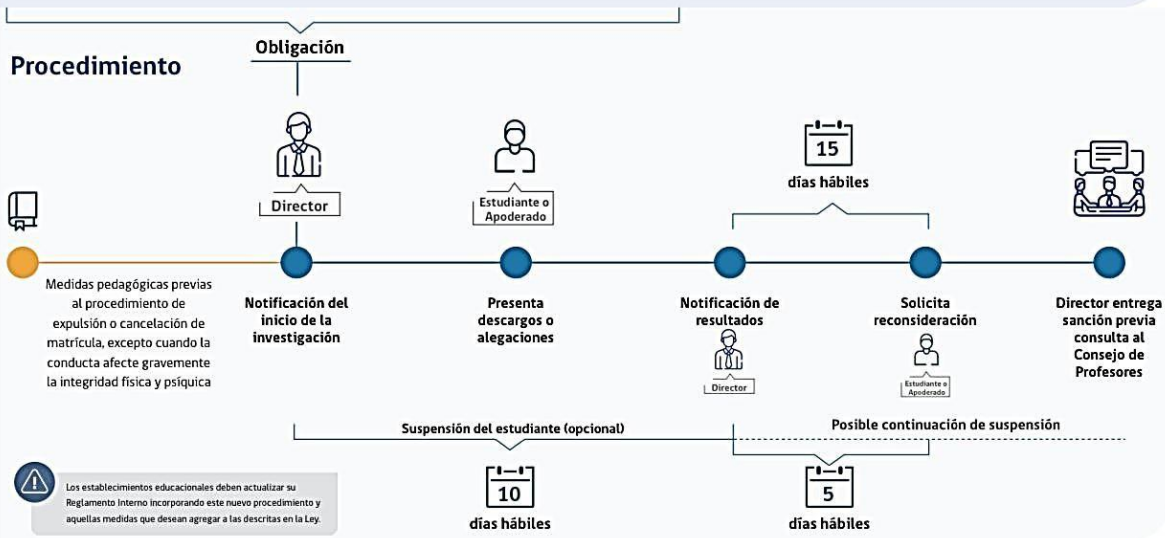 Procedimiento
Obligación
Director
Estudiante o
Apoderado
15
días hábiles
Medidas pedagógicas previas
al procedimiento de
expulsión o cancelación de
matrícula, excepto cuando la
conducta afecte gravemente
la integridad física y psíquica
Notificación del
inicio de la
investigación
Presenta
descargos o
alegaciones
Notificación de
resultados
Director
Solicita
reconsideración
Estudiante o
Apoderado
Director entrega
sanción previa
consulta al
Consejo de
Profesores
Suspensión del estudiante (opcional)
Posible continuación de suspensión
10
días hábiles
5
días hábiles
Los establecimientos educacionales deben actualizar su
Reglamento Interno incorporando este nuevo procedimiento y
aquellas medidas que desean agregar a las descritas en la Ley.